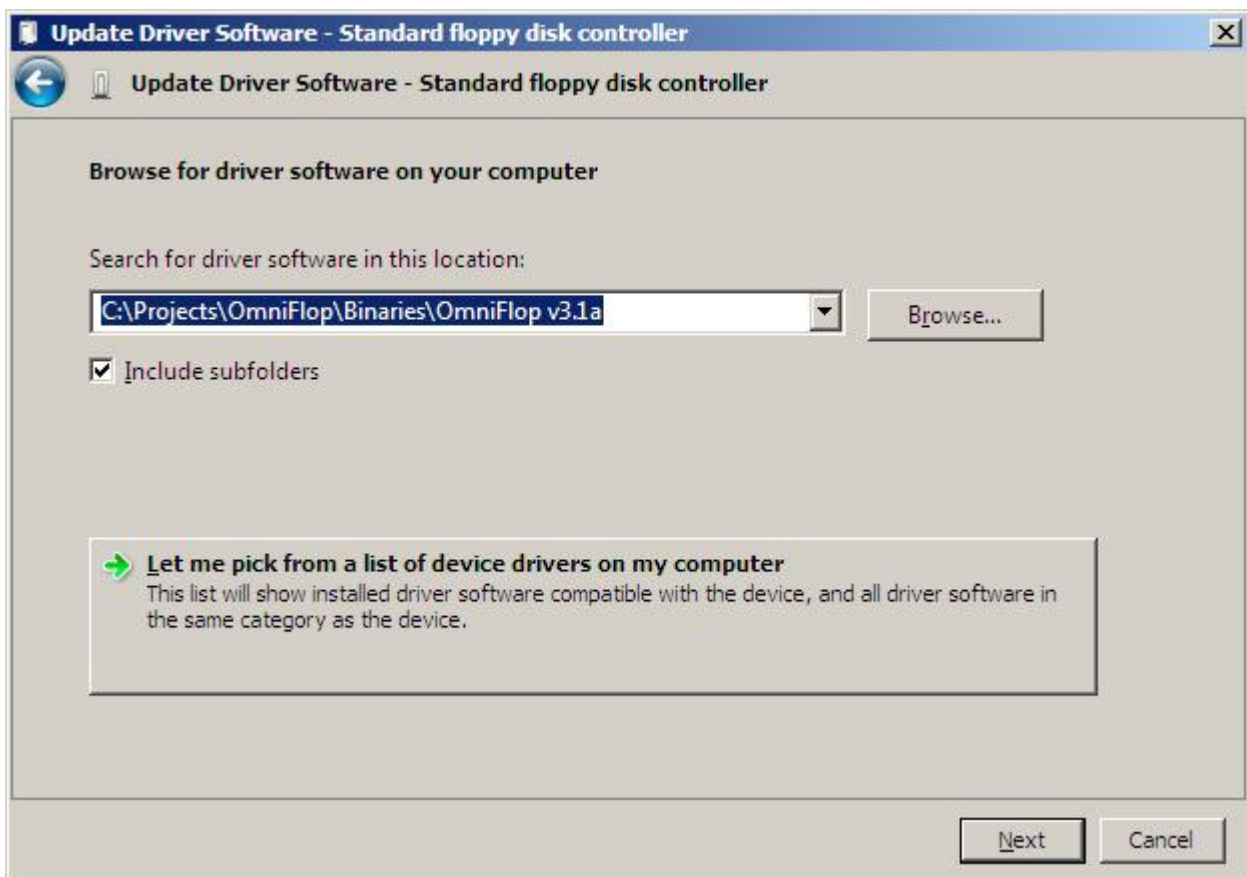 Update Driver Software - Standard floppy disk controller
Update Driver Software - Standard floppy disk controller
Browse for driver software on your computer
Search for driver software in this location:
C:\Projects\OmniFlop\Binaries\OmniFlop v3.1a
Browse...
Include subfolders
Let me pick from a list of device drivers on my computer
This list will show installed driver software compatible with the device, and all driver software in
the same category as the device.
Next
Cancel